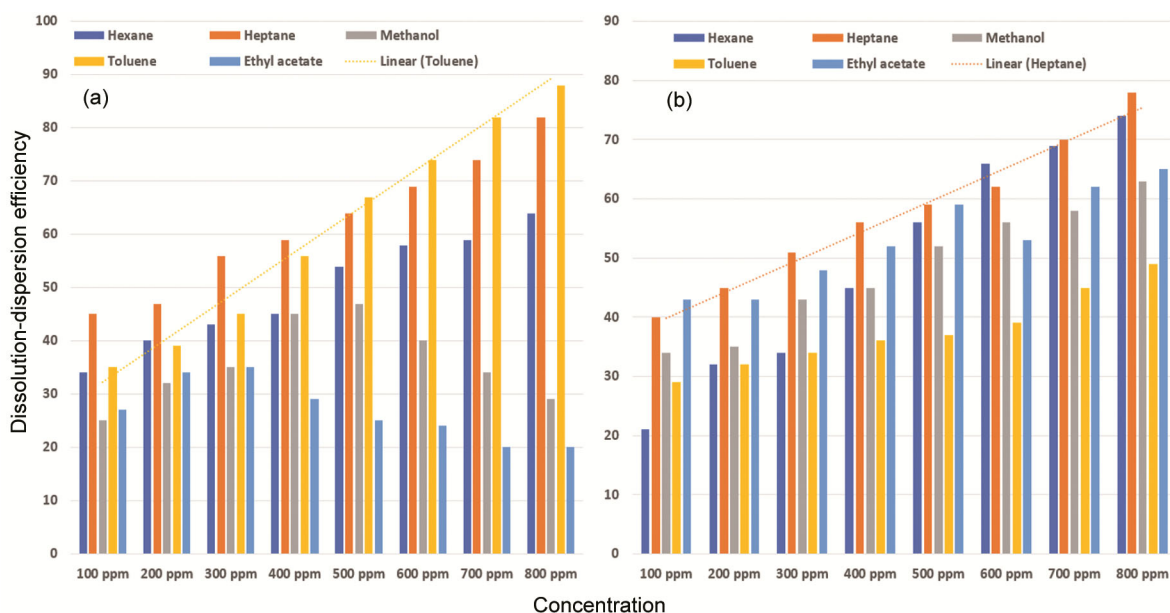 Dissolution-dispersion efficiency
100
90
80
70
60
50
40
30
20
10
0
Hexane Heptane Methanol
Toluene Ethyl acetate Linear (Toluene)
(a)
100 ppm 200 ppm 300 ppm 400 ppm 500 ppm 600 ppm 700 ppm 800 ppm
90
80
70
60
50
40
30
20
10
0
Hexane Heptane Methanol
Toluene Ethyl acetate Linear (Heptane)
(b)
100 ppm 200 ppm 300 ppm 400 ppm 500 ppm 600 ppm 700 ppm 800 ppm
Concentration